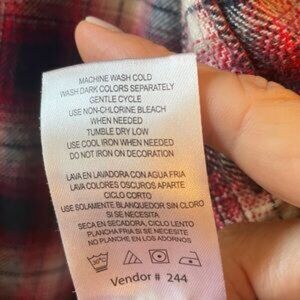 MACHINE WASH COLD
WASH DARK COLORS SEPARATELY
GENTLE CYCLE
USE NON-CHLORINE BLEACH
WHEN NEEDED
TUMBLE DRY LOW
USE COOL IRON WHEN NEEDED
DO NOT IRON ON DECORATION
LAVA EN LAVADORA CON AGUA FRIA
LAVA COLORES OSCUROS APARTE
CICLO CORTO
USE SOLAMENTE BLANQUEDOR SIN CLORO
SI SE NECESITA
SECA EN SECADORA, CICLO LENTO
PLANCHA FRIA SI SE NECESITA
NO PLANCHEN EN LOS ADORNOS
Vendor # 244